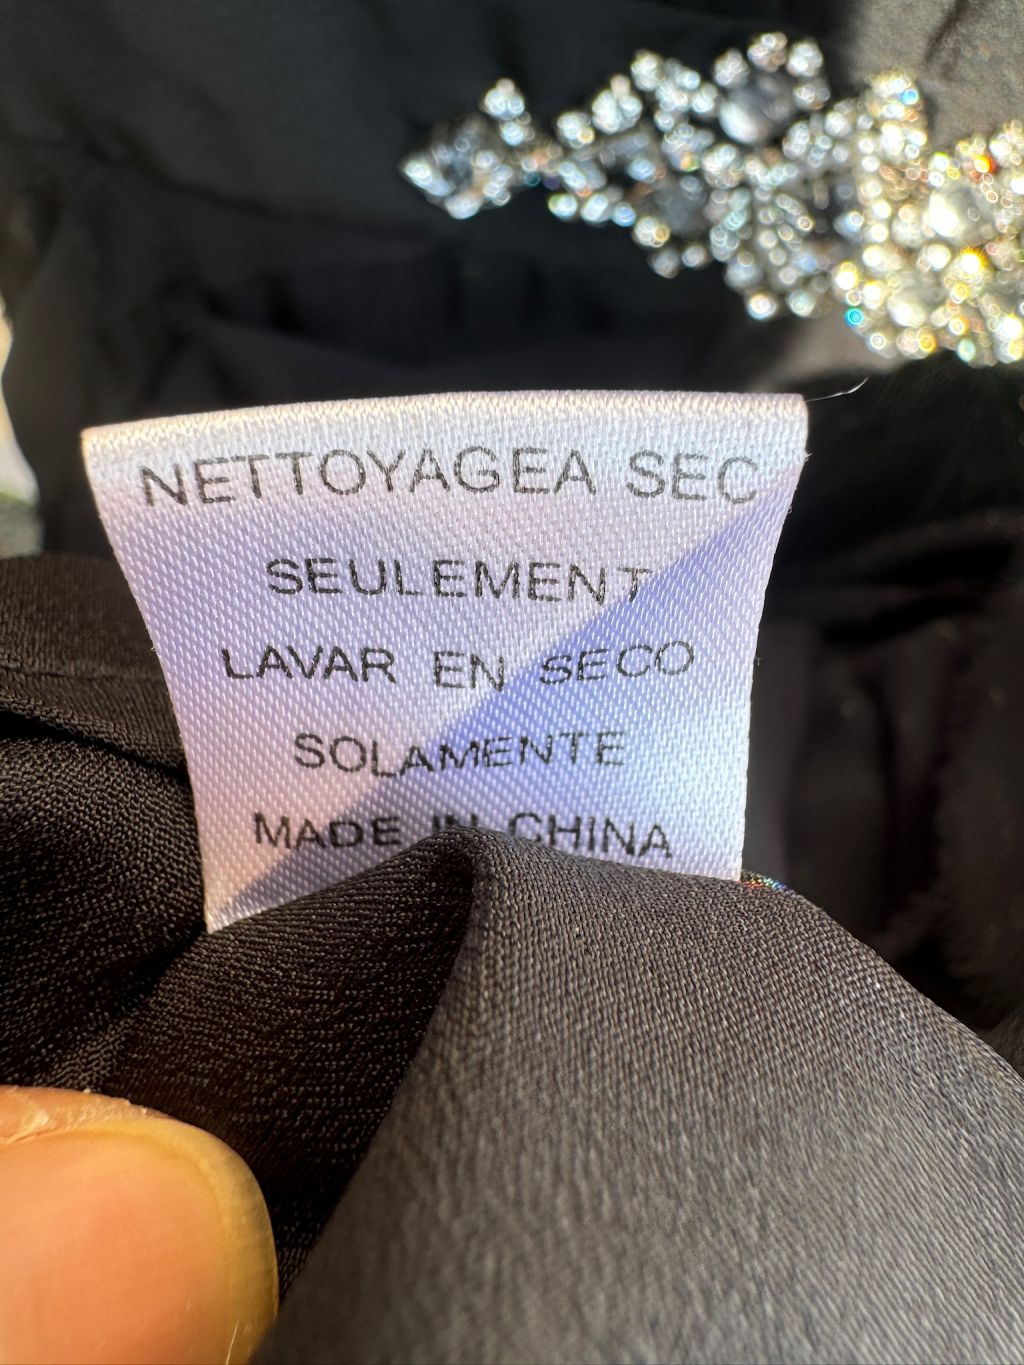 NETTOYAGEA SEC
SEULEMENT
LAVAR EN SECO
SOLAMENTE
MADE IN CHINA